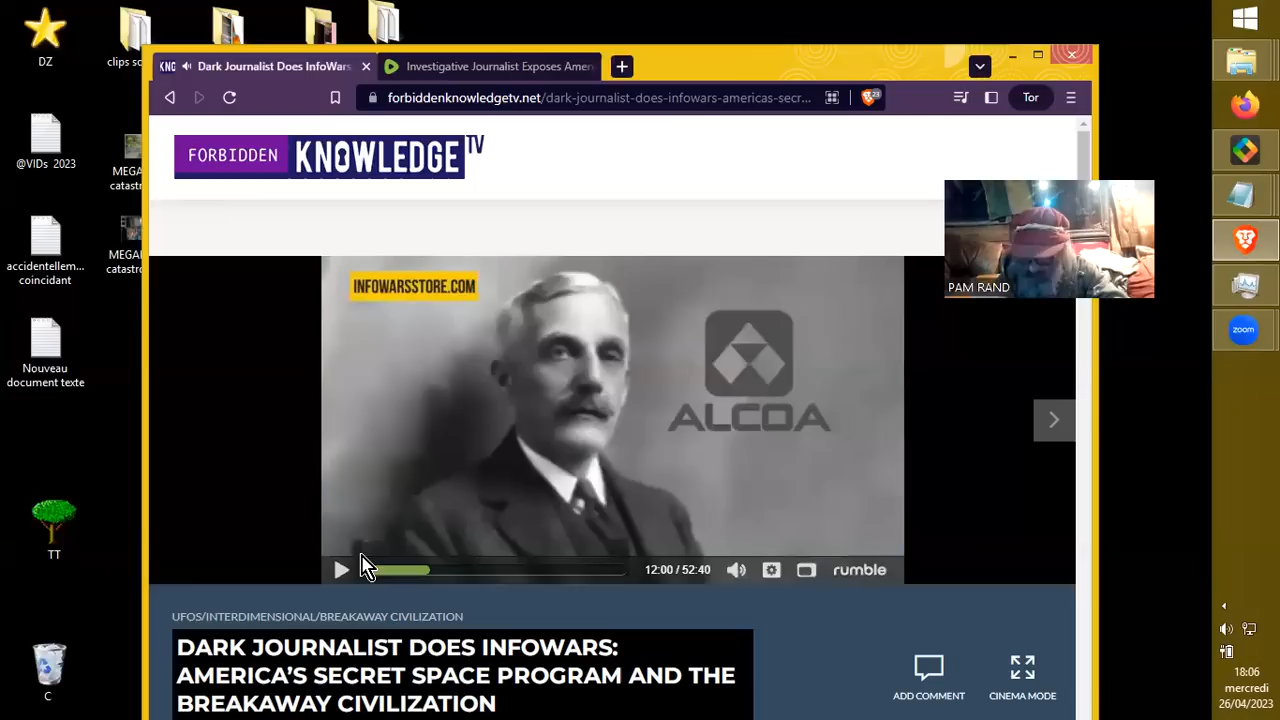 DZ
clips sc
Dark Journalist Does InfoWars
Investigative Journalist Exposes Amer
forbiddenknowledgetv.net/dark-journalist-does-infowars-americas-secr...
23
Tor
FORBIDDEN KNOWLEDGE TV
@VIDs 2023
MEGA
catast
accidentellem...
coincidant
MEGA
catast
Nouveau
document texte
TT
C
INFOWARSSTORE.COM
ALCOA
PAM RAND
zoom
12:00 / 52:40
rumble
UFOS/INTERDIMENSIONAL/BREAKAWAY CIVILIZATION
DARK JOURNALIST DOES INFOWARS:
AMERICA'S SECRET SPACE PROGRAM AND THE
BREAKAWAY CIVILIZATION
ADD COMMENT
CINEMA MODE
18:06
mercredi
26/04/2023